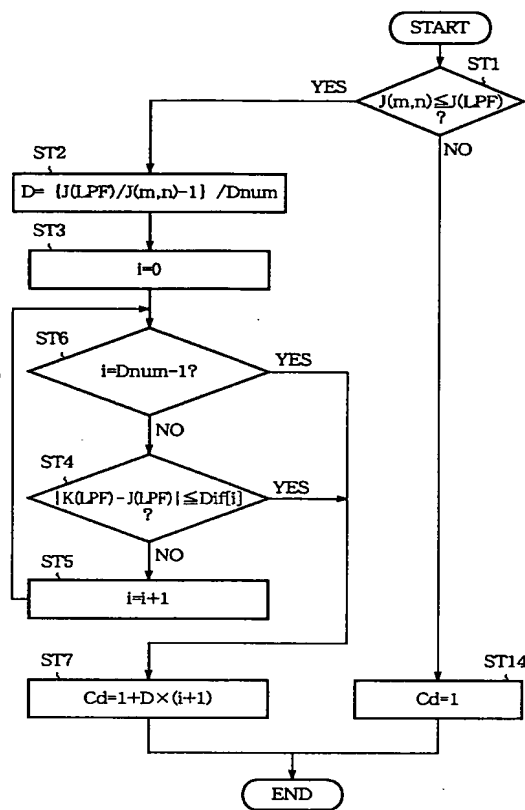 START
ST1
J(m,n)≦J(LPF)
?
YES
NO
ST2
D= {J(LPF)/J(m,n)-1} /Dnum
ST3
i=0
ST6
i=Dnum-1?
YES
NO
ST4
|K(LPF)-J(LPF)|≦Dif[i]
?
YES
NO
ST5
i=i+1
ST7
Cd=1+D×(i+1)
ST14
Cd=1
END